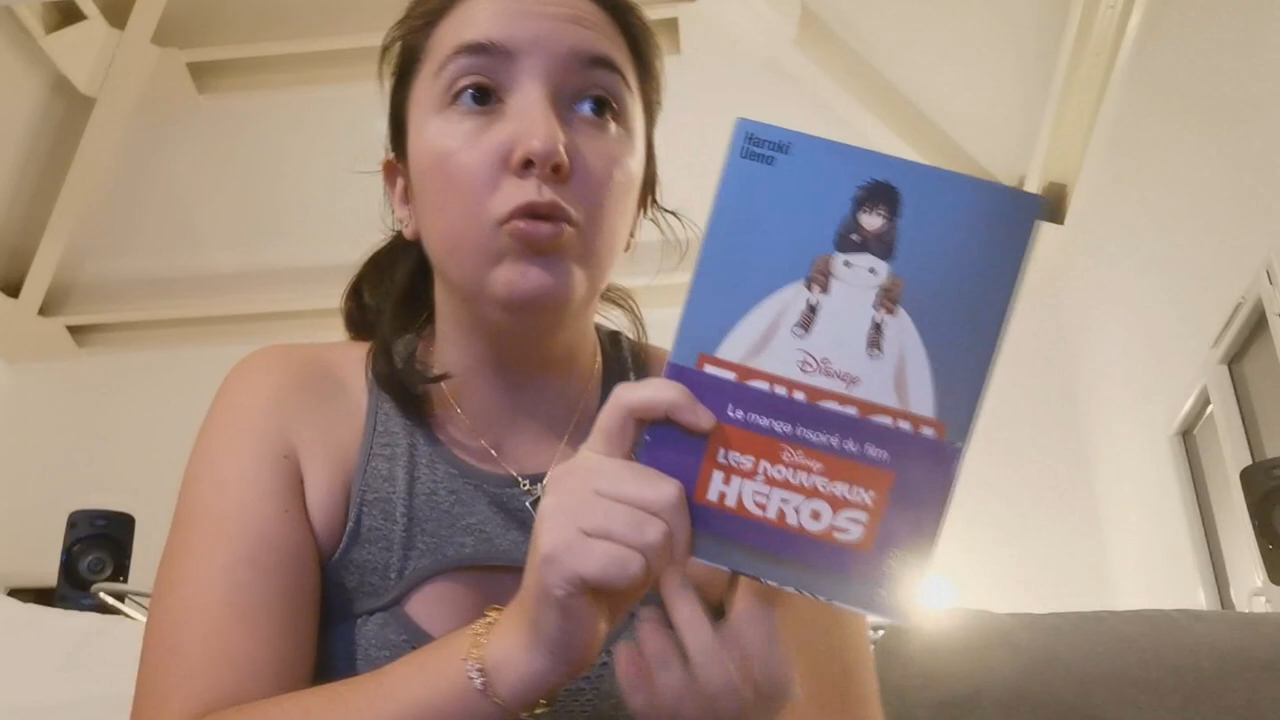 Haruki
Ueno
Disney
Le manga inspiré du film
Disney
LES NOUVEAUX
HÉROS